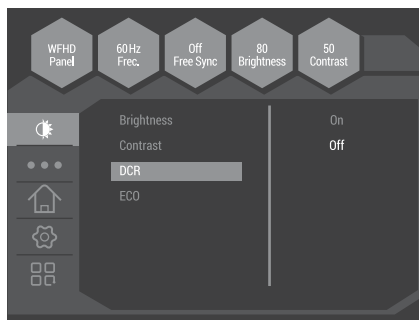 WFHD
Panel
60Hz
Frec.
Off
Free Sync
80
Brightness
50
Contrast
Brightness
On
Contrast
Off
DCR
ECO